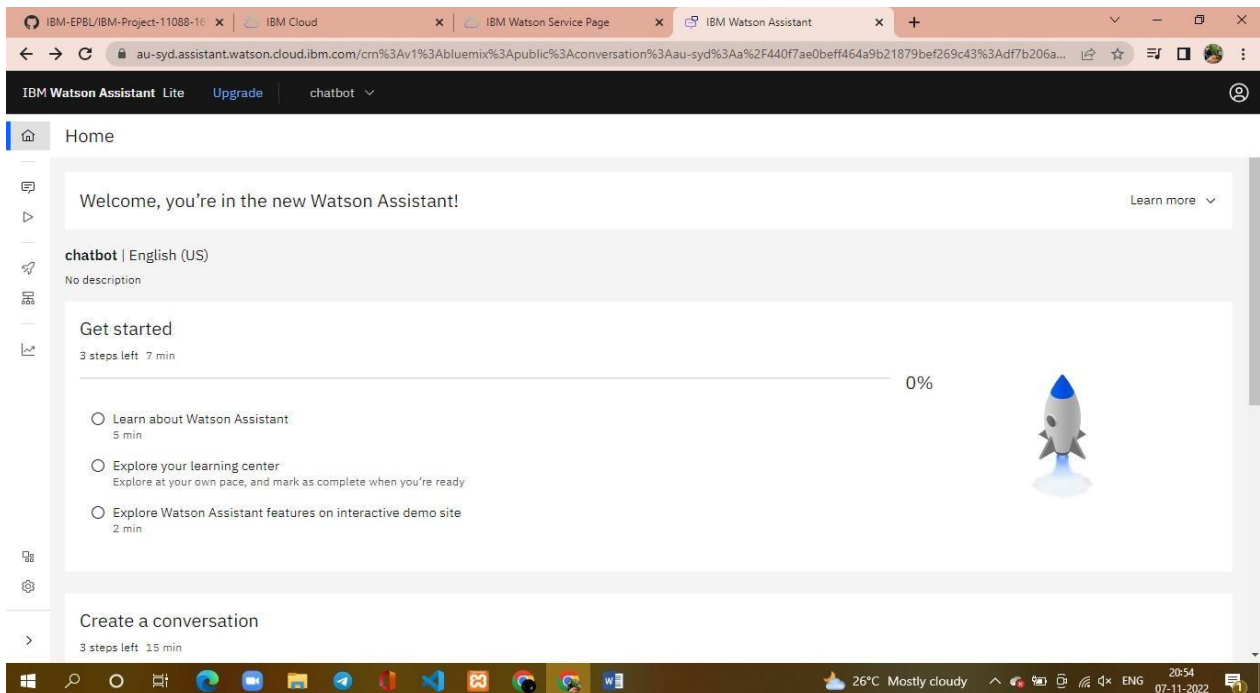 IBM-EPBL/IBM-Project-11088-16
IBM Cloud
IBM Watson Service Page
IBM Watson Assistant
au-syd.assistant.watson.cloud.ibm.com/crn%3Av1%3Abluemix%3Apublic%3Aconversation%3Aau-syd%3Aa%2F440f7ae0beff464a9b21879bef269c43%3Adf7b206a...
IBM Watson Assistant Lite Upgrade chatbot
Home
Welcome, you're in the new Watson Assistant!
Learn more
chatbot | English (US)
No description
Get started
3 steps left 7 min
0%
Learn about Watson Assistant
5 min
Explore your learning center
Explore at your own pace, and mark as complete when you're ready
Explore Watson Assistant features on interactive demo site
2 min
Create a conversation
3 steps left 15 min
26°C Mostly cloudy
ENG
20:54
07-11-2022